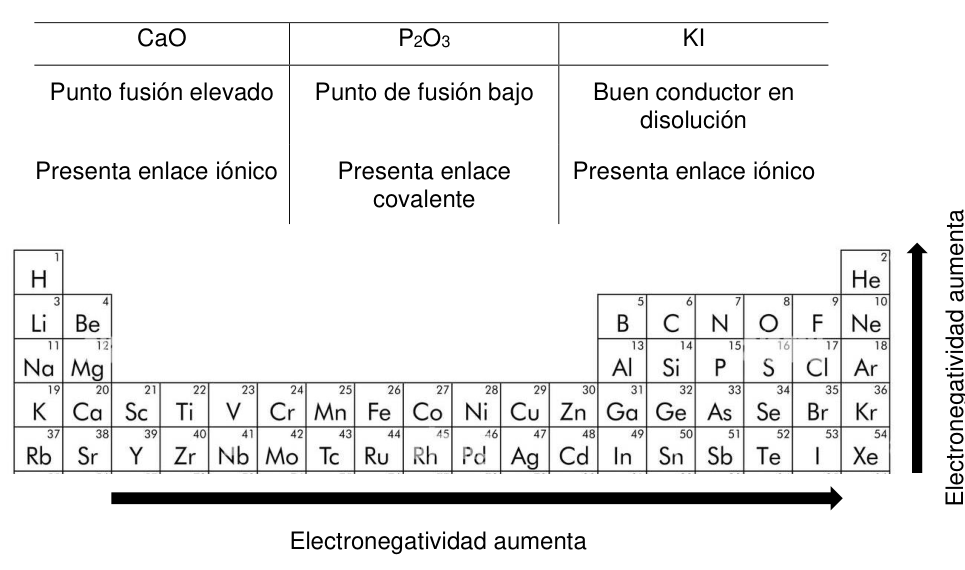 CaO P₂O₃ KI
Punto fusión elevado Punto de fusión bajo Buen conductor en
disolución
Presenta enlace iónico Presenta enlace Presenta enlace iónico
covalente
1 2
H He
3 4 5 6 7 8 9 10
Li Be B C N O F Ne
11 12 13 14 15 16 17 18
Na Mg Al Si P S Cl Ar
19 20 21 22 23 24 25 26 27 28 29 30 31 32 33 34 35 36
K Ca Sc Ti V Cr Mn Fe Co Ni Cu Zn Ga Ge As Se Br Kr
37 38 39 40 41 42 43 44 45 46 47 48 49 50 51 52 53 54
Rb Sr Y Zr Nb Mo Tc Ru Rh Pd Ag Cd In Sn Sb Te I Xe
Electronegatividad aumenta
Electronegatividad aumenta